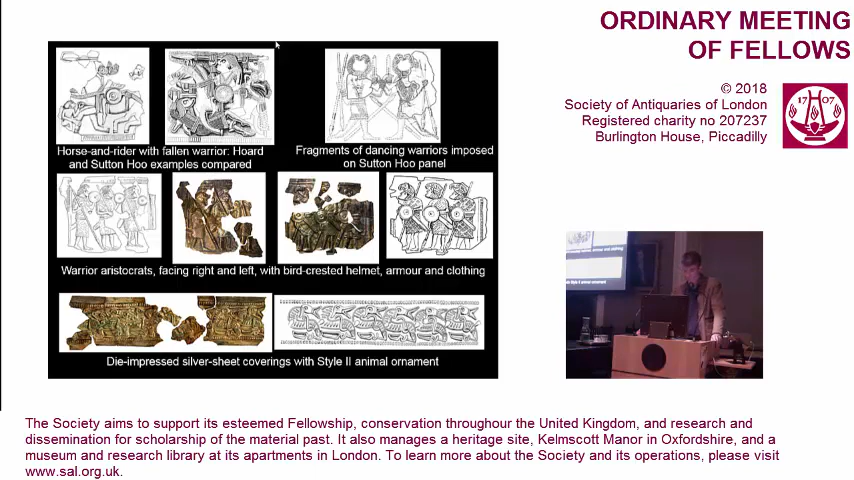 ORDINARY MEETING
OF FELLOWS
© 2018
Society of Antiquaries of London
Registered charity no 207237
Burlington House, Piccadilly
17 07
Horse-and-rider with fallen warrior: Hoard
and Sutton Hoo examples compared
Fragments of dancing warriors imposed
on Sutton Hoo panel
Warrior aristocrats, facing right and left, with bird-crested helmet, armour and clothing
Die-impressed silver-sheet coverings with Style II animal ornament
The Society aims to support its esteemed Fellowship, conservation throughour the United Kingdom, and research and
dissemination for scholarship of the material past. It also manages a heritage site, Kelmscott Manor in Oxfordshire, and a
museum and research library at its apartments in London. To learn more about the Society and its operations, please visit
www.sal.org.uk.